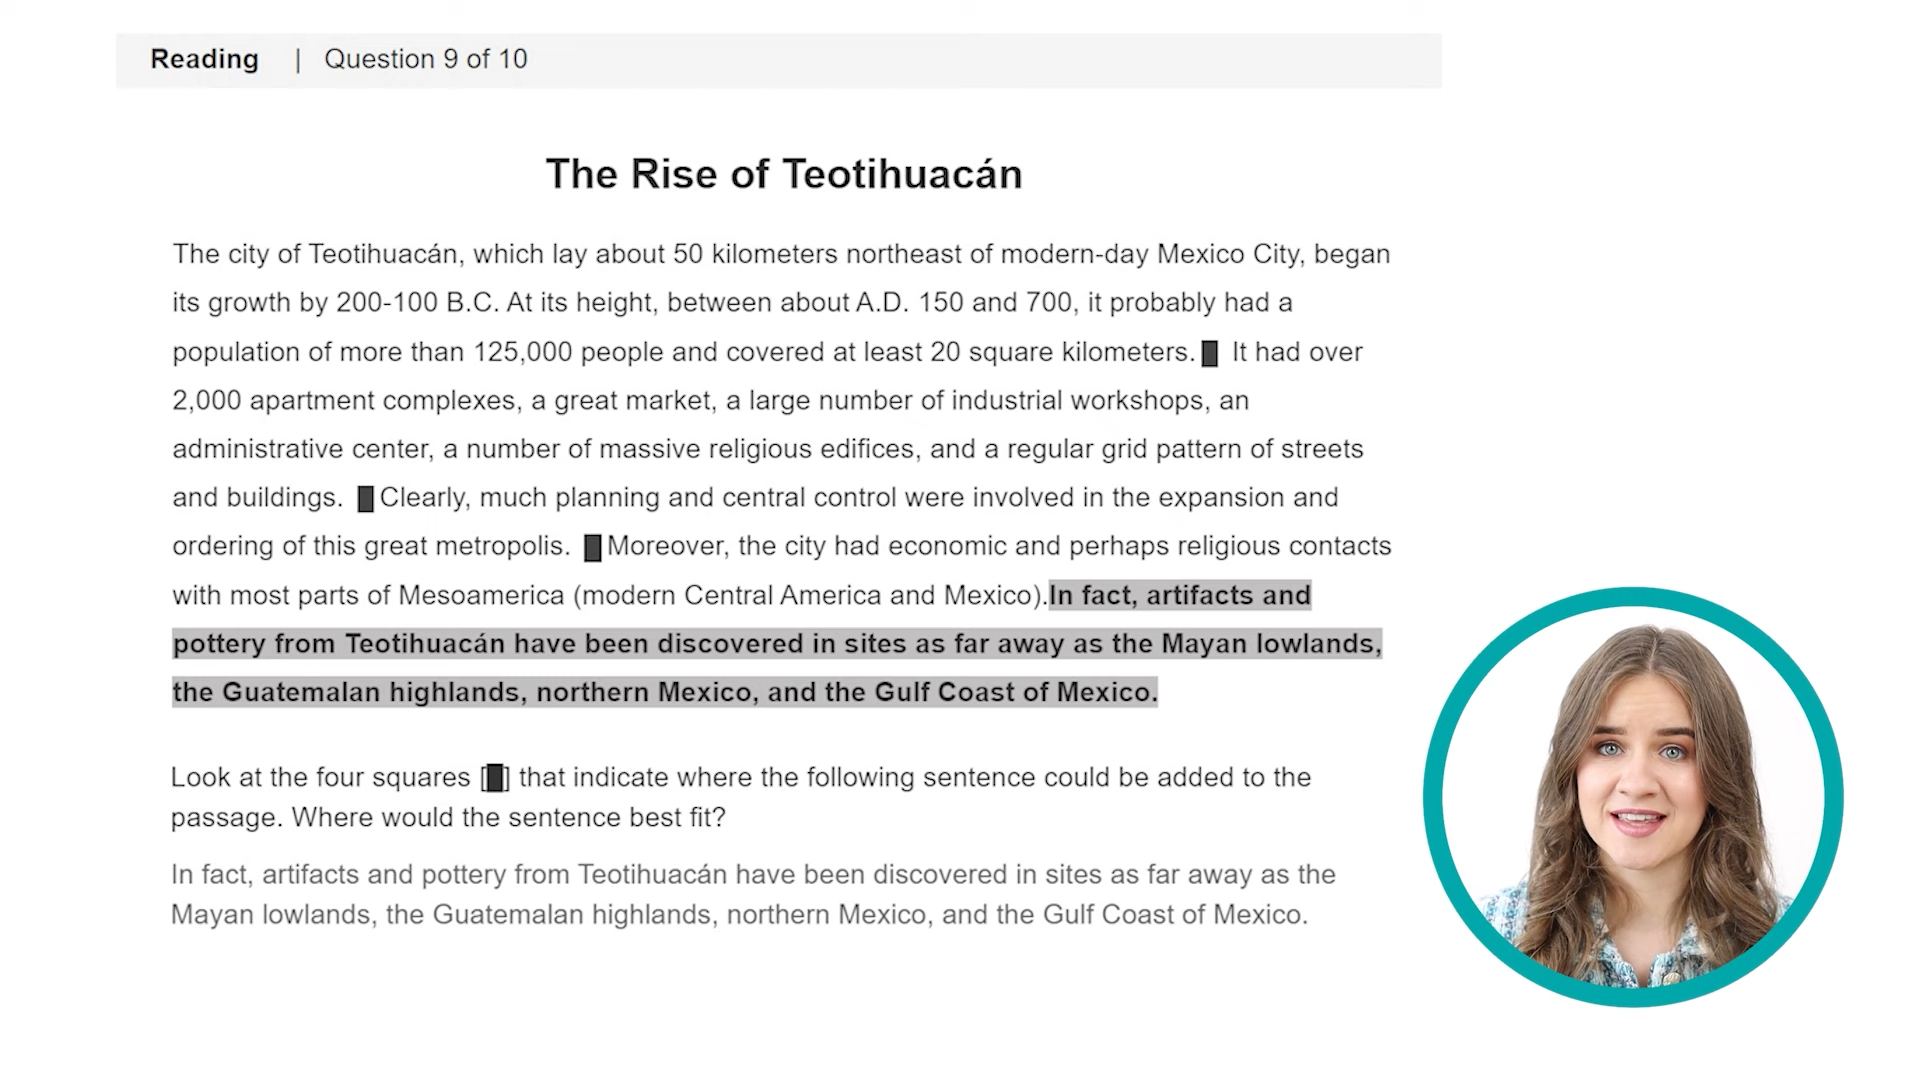 Reading | Question 9 of 10
The Rise of Teotihuacán
The city of Teotihuacán, which lay about 50 kilometers northeast of modern-day Mexico City, began
its growth by 200-100 B.C. At its height, between about A.D. 150 and 700, it probably had a
population of more than 125,000 people and covered at least 20 square kilometers.█ It had over
2,000 apartment complexes, a great market, a large number of industrial workshops, an
administrative center, a number of massive religious edifices, and a regular grid pattern of streets
and buildings. █Clearly, much planning and central control were involved in the expansion and
ordering of this great metropolis. █Moreover, the city had economic and perhaps religious contacts
with most parts of Mesoamerica (modern Central America and Mexico).In fact, artifacts and
pottery from Teotihuacán have been discovered in sites as far away as the Mayan lowlands,
the Guatemalan highlands, northern Mexico, and the Gulf Coast of Mexico.
Look at the four squares [█] that indicate where the following sentence could be added to the
passage. Where would the sentence best fit?
In fact, artifacts and pottery from Teotihuacán have been discovered in sites as far away as the
Mayan lowlands, the Guatemalan highlands, northern Mexico, and the Gulf Coast of Mexico.